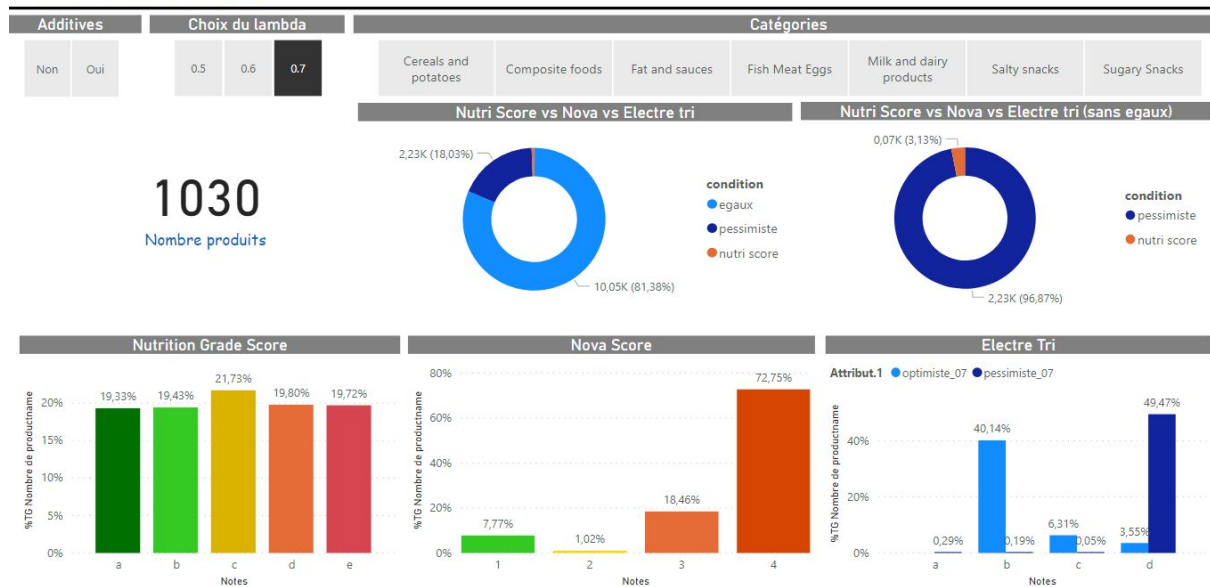 Additives
Choix du lambda
Catégories
Non
Oui
0.5
0.6
0.7
Cereals and
potatoes
Composite foods
Fat and sauces
Fish Meat Eggs
Milk and dairy
products
Salty snacks
Sugary Snacks
Nutri Score vs Nova vs Electre tri
Nutri Score vs Nova vs Electre tri (sans egaux)
1030
Nombre produits
2,23K (18,03%)
10,05K (81,38%)
condition
egaux
pessimiste
nutri score
0,07K (3,13%)
2,23K (96,87%)
condition
pessimiste
nutri score
Nutrition Grade Score
%TG Nombre de productname
20%
15%
10%
5%
0%
19,33%
19,43%
21,73%
19,80%
19,72%
a
b
c
d
e
Notes
Nova Score
%TG Nombre de productname
80%
60%
40%
20%
0%
7,77%
1,02%
18,46%
72,75%
1
2
3
4
Notes
Electre Tri
Attribut.1 optimiste_07 pessimiste_07
%TG Nombre de productname
40%
20%
0%
0,29%
40,14%
0,19%
6,31%
0,05%
3,55%
49,47%
a
b
c
d
Notes